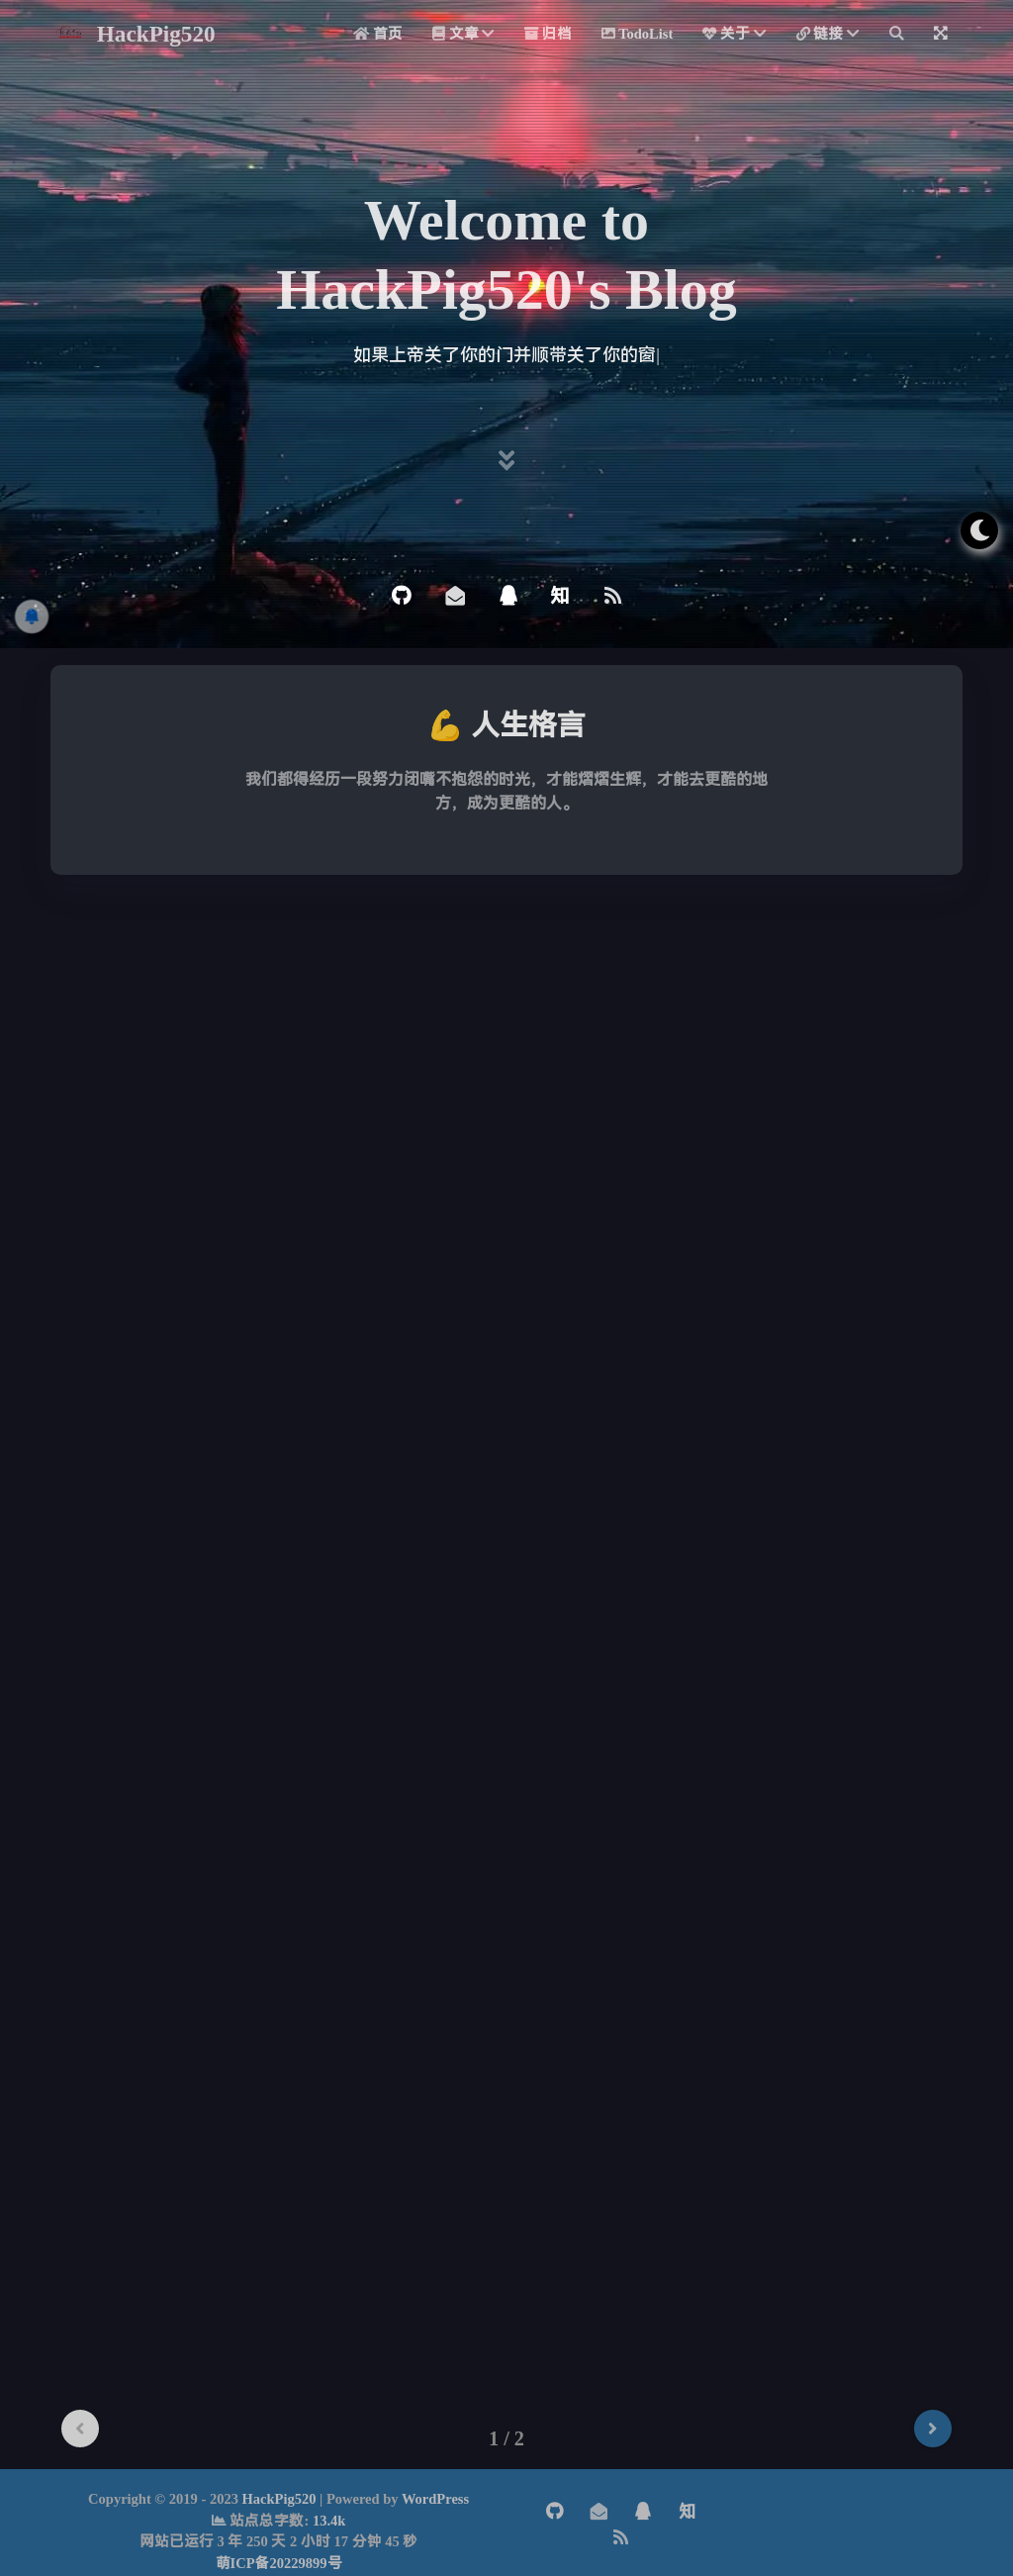 HackPig520
首页 文章 归档 TodoList 关于 链接
Welcome to
HackPig520's Blog
如果上帝关了你的门并顺带关了你的窗|
知
💪 人生格言
我们都得经历一段努力闭嘴不抱怨的时光，才能熠熠生辉，才能去更酷的地
方，成为更酷的人。
1 / 2
Copyright © 2019 - 2023 HackPig520 | Powered by WordPress
站点总字数: 13.4k
网站已运行 3 年 250 天 2 小时 17 分钟 45 秒
萌ICP备20229899号
知